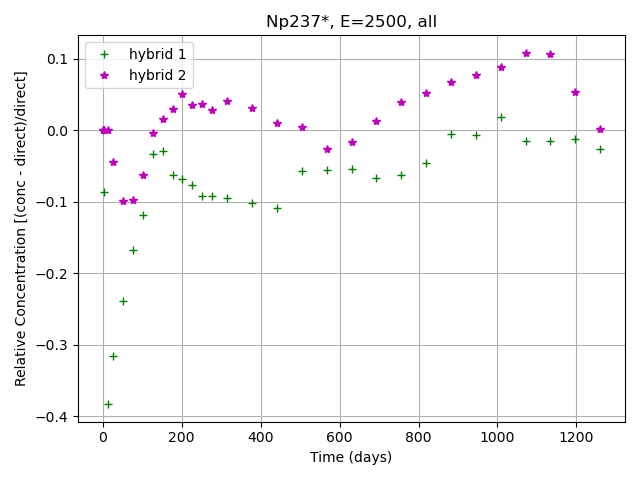 Np237*, E=2500, all
hybrid 1
hybrid 2
Relative Concentration [(conc - direct)/direct]
0.1
0.0
−0.1
−0.2
−0.3
−0.4
0 200 400 600 800 1000 1200
Time (days)